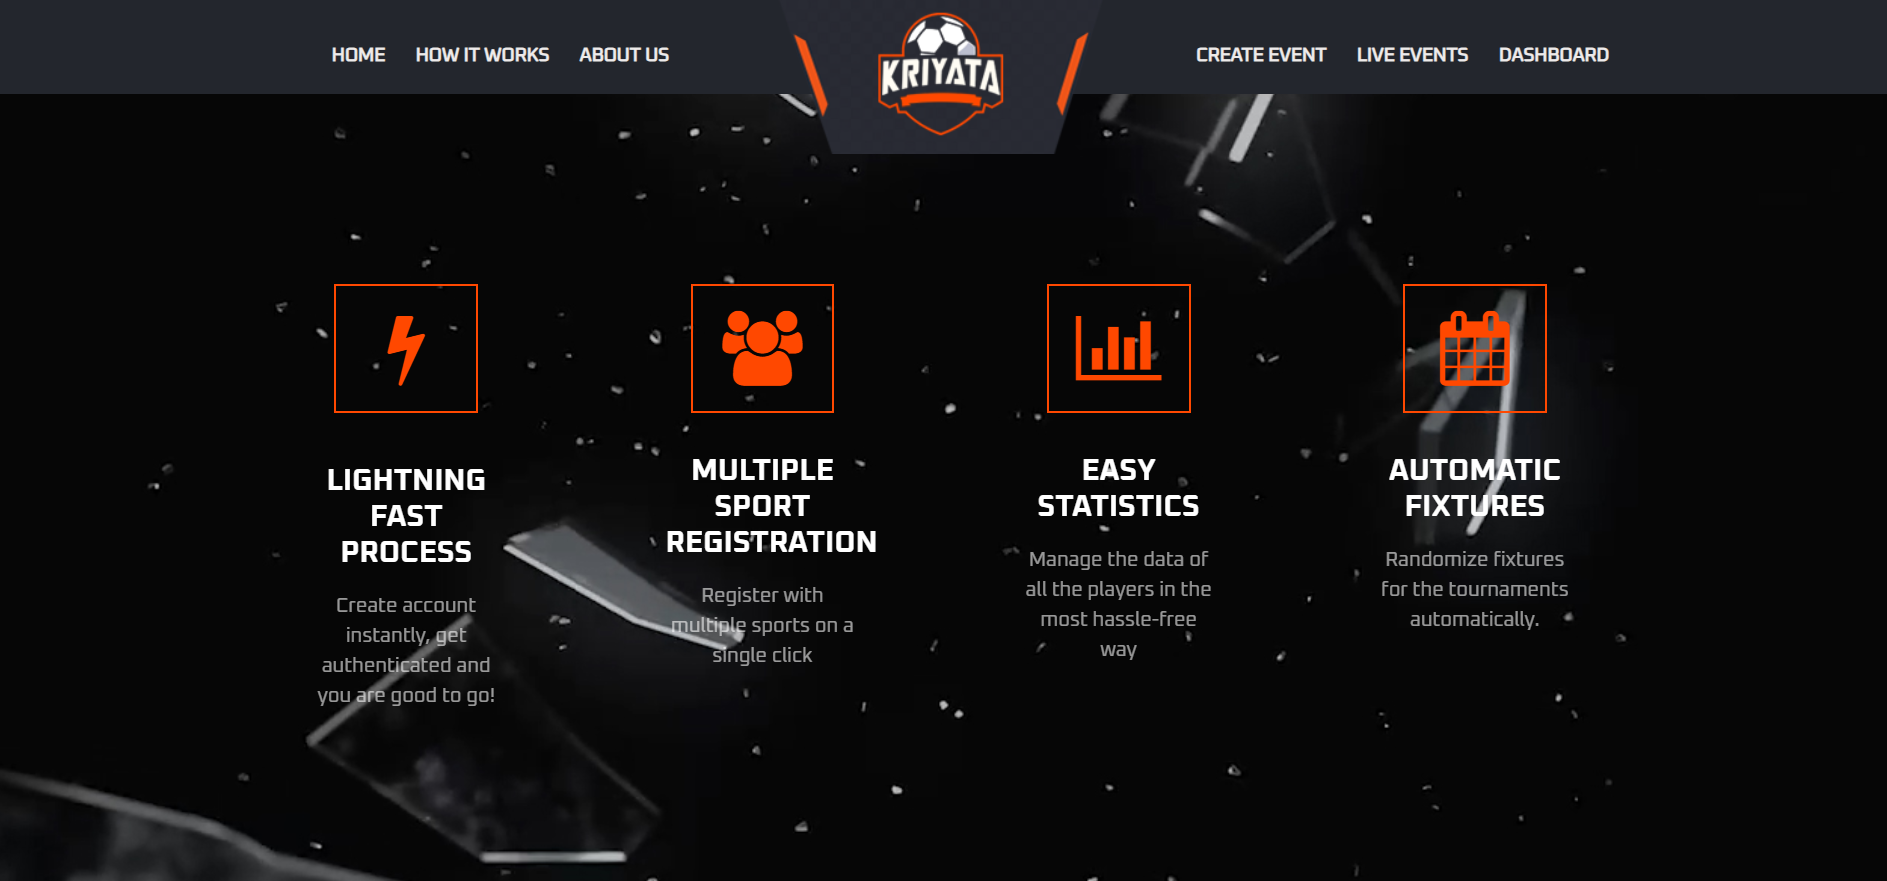 HOME
HOW IT WORKS
ABOUT US
KRIYATA
CREATE EVENT
LIVE EVENTS
DASHBOARD
LIGHTNING
FAST
PROCESS
Create account
instantly, get
authenticated and
you are good to go!
MULTIPLE
SPORT
REGISTRATION
Register with
multiple sports on a
single click
EASY
STATISTICS
Manage the data of
all the players in the
most hassle-free
way
AUTOMATIC
FIXTURES
Randomize fixtures
for the tournaments
automatically.